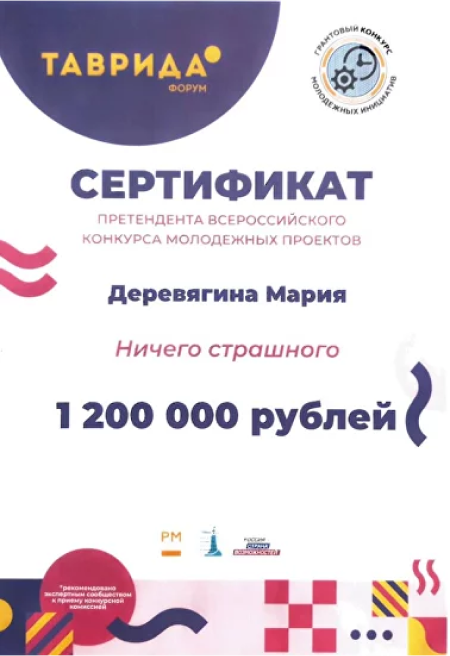 ТАВРИДА
ФОРУМ
ГРАНТОВЫЙ КОНКУРС
МОЛОДЕЖНЫХ ИНИЦИАТИВ
СЕРТИФИКАТ
ПРЕТЕНДЕНТА ВСЕРОССИЙСКОГО
КОНКУРСА МОЛОДЕЖНЫХ ПРОЕКТОВ
Деревягина Мария
Ничего страшного
1 200 000 рублей
РМ
РОССИЯ
СТРАНА
ВОЗМОЖНОСТЕЙ
*рекомендовано
экспертным сообществом
к приему конкурсной
комиссией